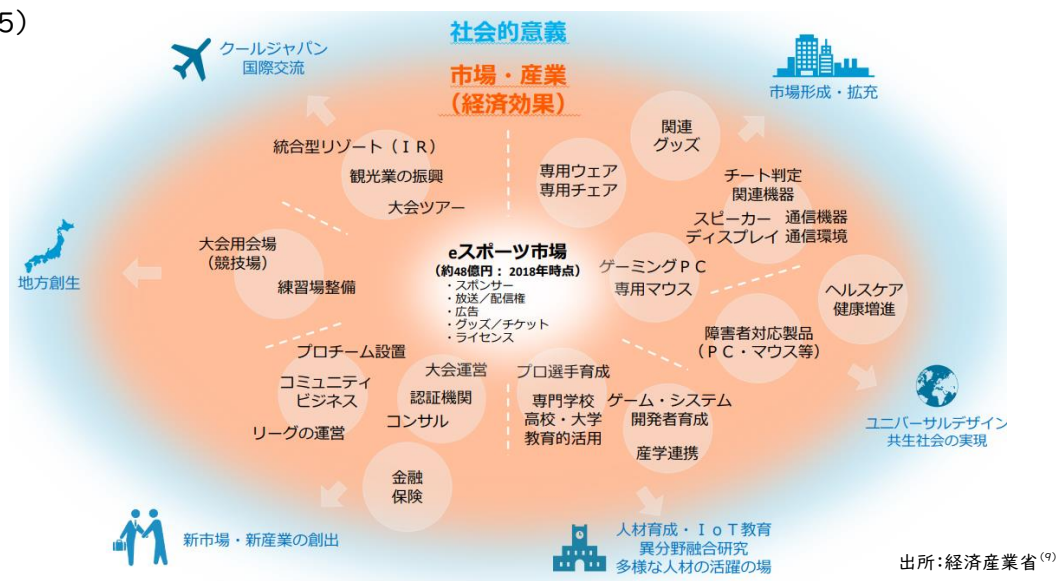 5)
社会的意義
市場・産業
（経済効果）
クールジャパン
国際交流
市場形成・拡充
統合型リゾート（ＩＲ）
観光業の振興
大会ツアー
専用ウェア
専用チェア
関連
グッズ
チート判定
関連機器
スピーカー 通信機器
ディスプレイ 通信環境
地方創生
大会用会場
（競技場）
練習場整備
eスポーツ市場
(約48億円： 2018年時点)
・スポンサー
・放送／配信権
・広告
・グッズ／チケット
・ライセンス
ゲーミングＰＣ
専用マウス
ヘルスケア
健康増進
障害者対応製品
（ＰＣ・マウス等）
プロチーム設置
コミュニティ
ビジネス
リーグの運営
大会運営
認証機関
コンサル
金融
保険
プロ選手育成
専門学校
高校・大学
教育的活用
ゲーム・システム
開発者育成
産学連携
ユニバーサルデザイン
共生社会の実現
新市場・新産業の創出
人材育成・ＩｏＴ教育
異分野融合研究
多様な人材の活躍の場
出所：経済産業省(9)